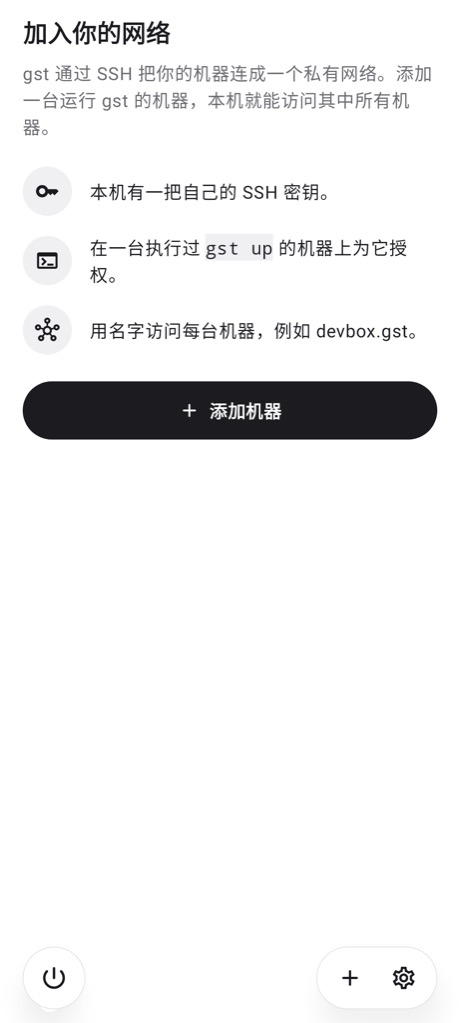 加入你的网络
gst 通过 SSH 把你的机器连成一个私有网络。添加
一台运行 gst 的机器，本机就能访问其中所有机
器。
本机有一把自己的 SSH 密钥。
在一台执行过 gst up 的机器上为它授
权。
用名字访问每台机器，例如 devbox.gst。
+ 添加机器